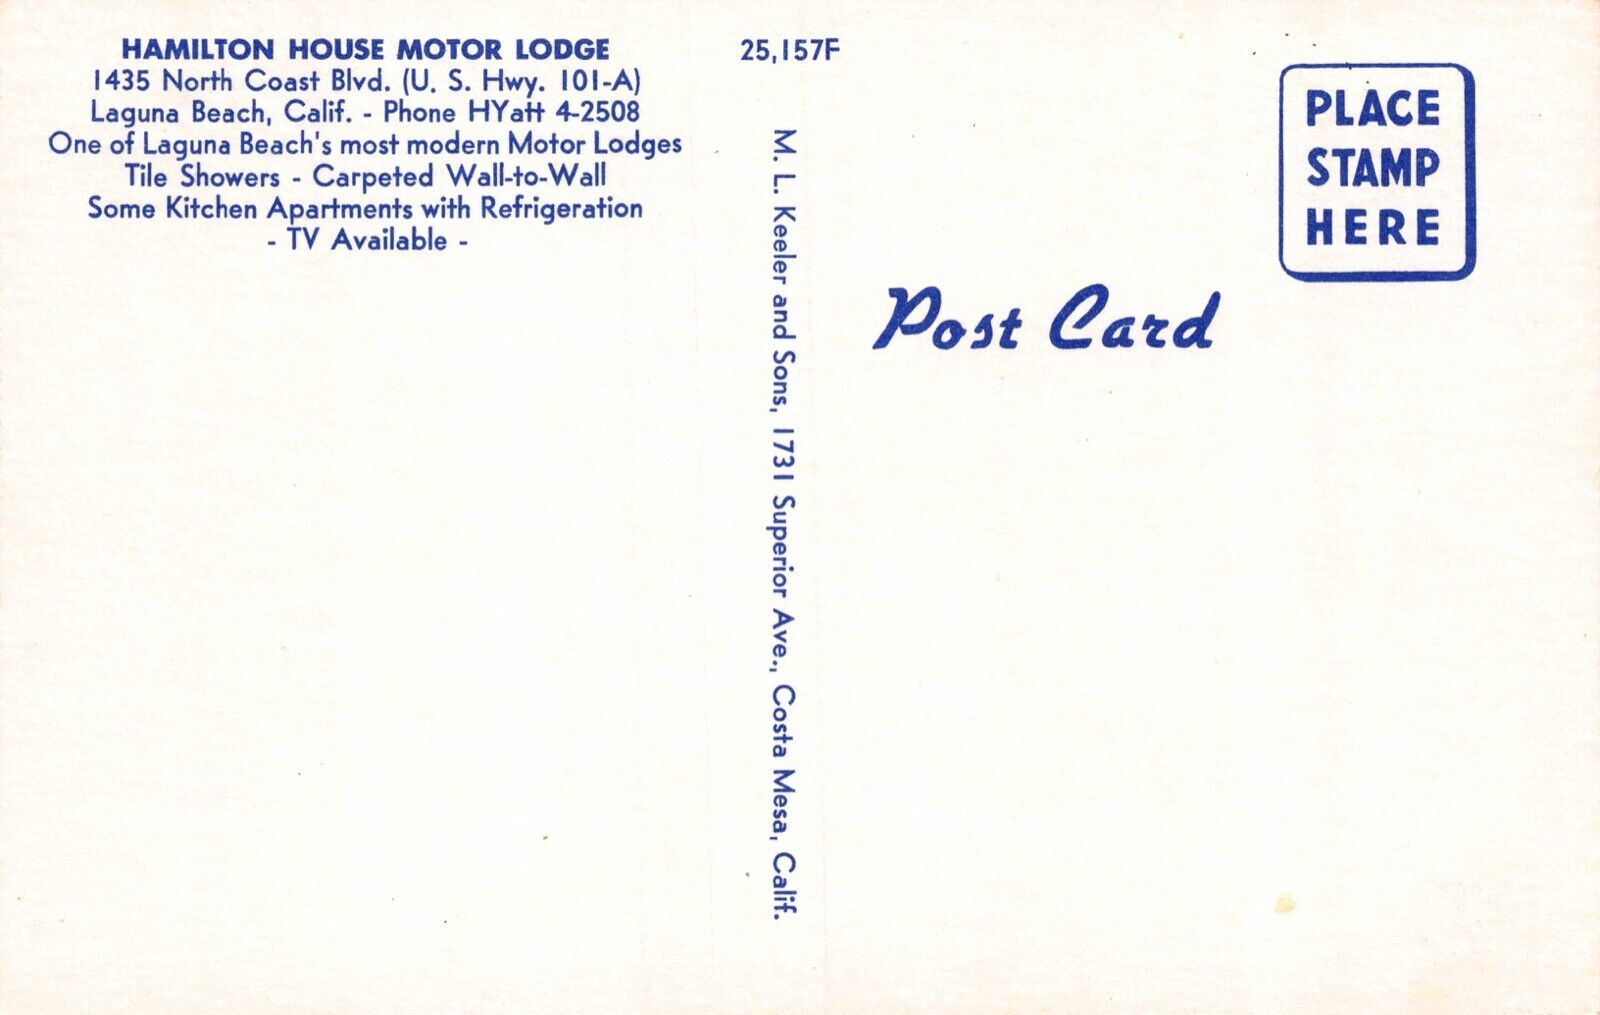 HAMILTON HOUSE MOTOR LODGE
1435 North Coast Blvd. (U. S. Hwy. 101-A)
Laguna Beach, Calif. - Phone HYatt 4-2508
One of Laguna Beach's most modern Motor Lodges
Tile Showers - Carpeted Wall-to-Wall
Some Kitchen Apartments with Refrigeration
- TV Available -
25,157F
M. L. Keeler and Sons, 1731 Superior Ave., Costa Mesa, Calif.
PLACE
STAMP
HERE
Post Card